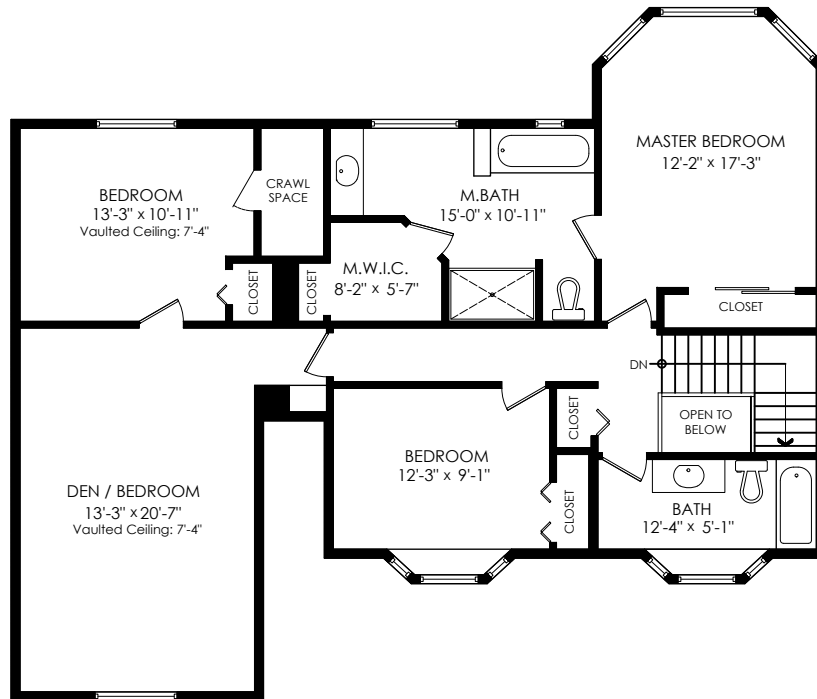 MASTER BEDROOM
12'-2" x 17'-3"
CLOSET
BEDROOM
13'-3" x 10'-11"
Vaulted Ceiling: 7'-4"
CRAWL
SPACE
M.BATH
15'-0" x 10'-11"
M.W.I.C.
8'-2" x 5'-7"
CLOSET
CLOSET
DN
OPEN TO
BELOW
CLOSET
BEDROOM
12'-3" x 9'-1"
CLOSET
DEN / BEDROOM
13'-3" x 20'-7"
Vaulted Ceiling: 7'-4"
BATH
12'-4" x 5'-1"